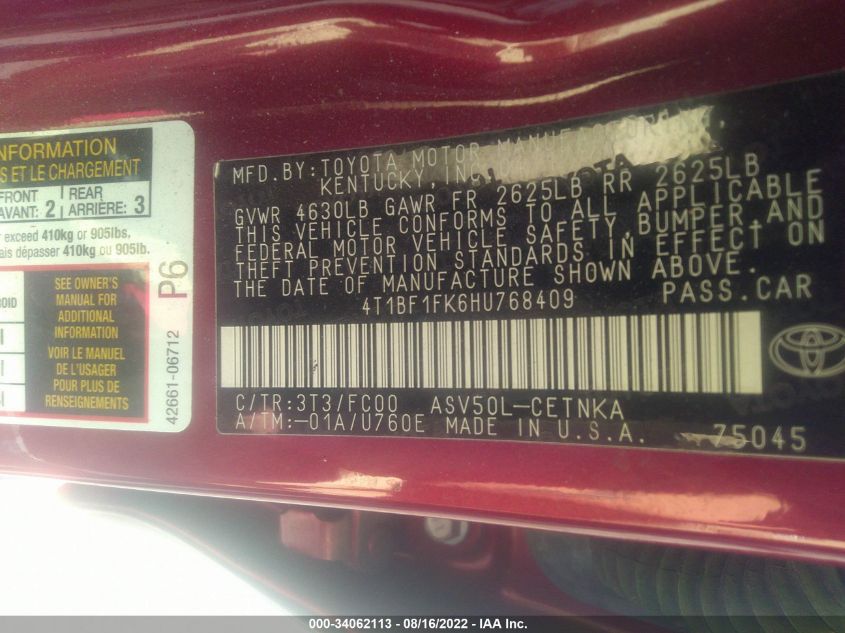 NFORMATION
S ET LE CHARGEMENT
FRONT
AVANT: 2
REAR
ARRIÈRE: 3
r exceed 410kg or 905lbs,
ais dépasser 410kg ou 905lb.
SEE OWNER'S
MANUAL FOR
ADDITIONAL
INFORMATION
VOIR LE MANUEL
DE L'USAGER
POUR PLUS DE
RENSEIGNEMENTS
P6
42661-06712
MFD. BY: TOYOTA MOTOR MANUFACTURING
KENTUCKY, INC.
GVWR 4630LB GAWR FR 2625LB RR 2625LB
THIS VEHICLE CONFORMS TO ALL APPLICABLE
FEDERAL MOTOR VEHICLE SAFETY, BUMPER, AND
THEFT PREVENTION STANDARDS IN EFFECT ON
THE DATE OF MANUFACTURE SHOWN ABOVE.
4T1BF1FK6HU768409 PASS.CAR
C/TR:3T3/FC00 ASV50L-CETNKA
A/TM:-01A/U760E MADE IN U.S.A. 75045
000-34062113 - 08/16/2022 - IAA Inc.